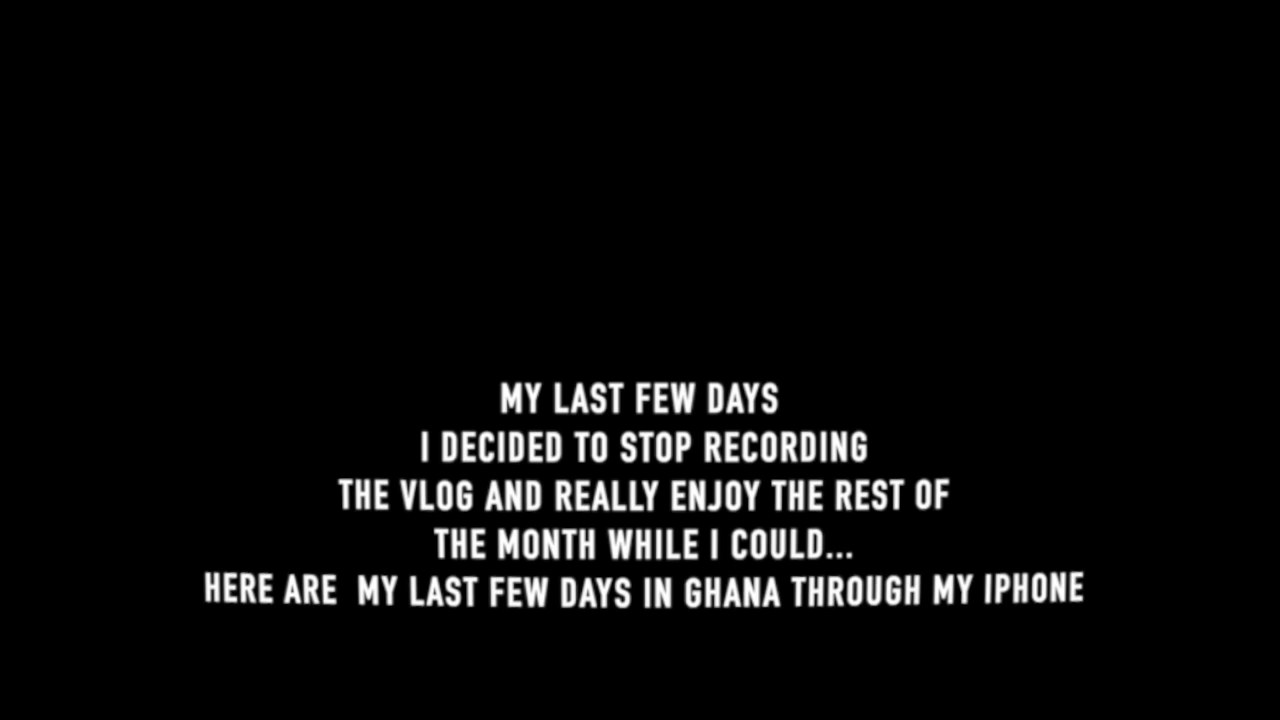 MY LAST FEW DAYS
I DECIDED TO STOP RECORDING
THE VLOG AND REALLY ENJOY THE REST OF
THE MONTH WHILE I COULD...
HERE ARE  MY LAST FEW DAYS IN GHANA THROUGH MY IPHONE